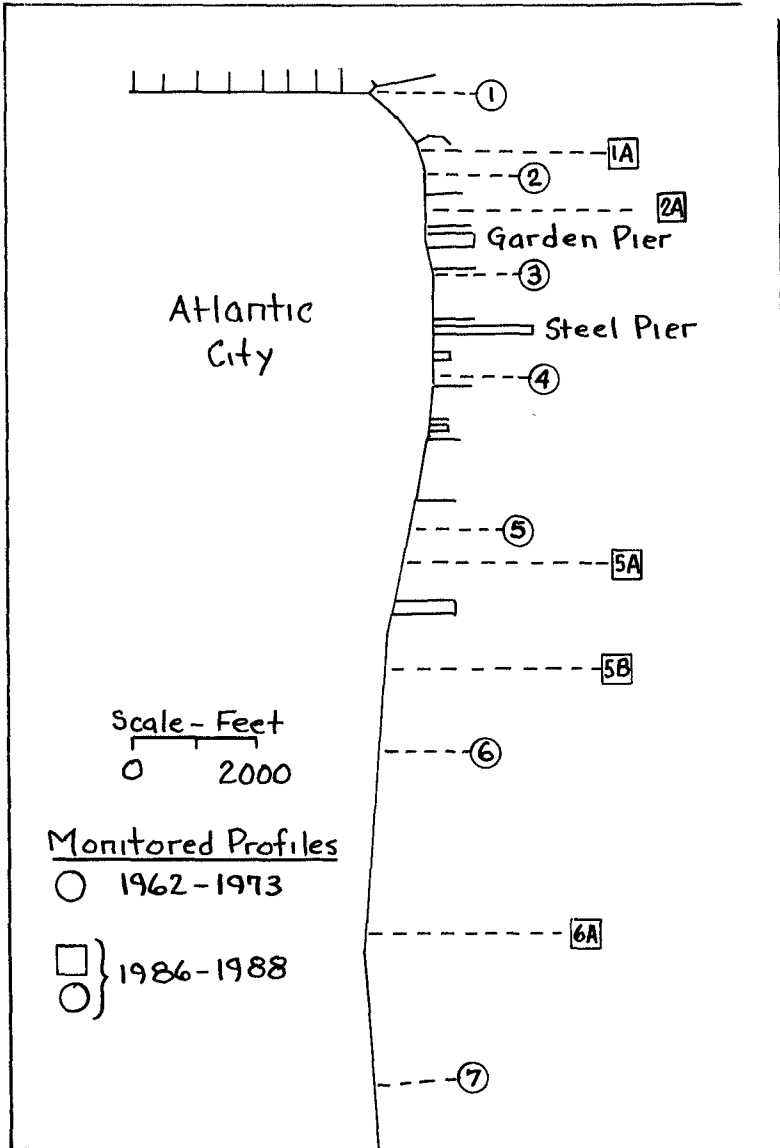 1
1A
2
2A
Garden Pier
3
Steel Pier
Atlantic
City
4
5
5A
5B
Scale - Feet
0 2000
6
Monitored Profiles
1962-1973
6A
1986-1988
7